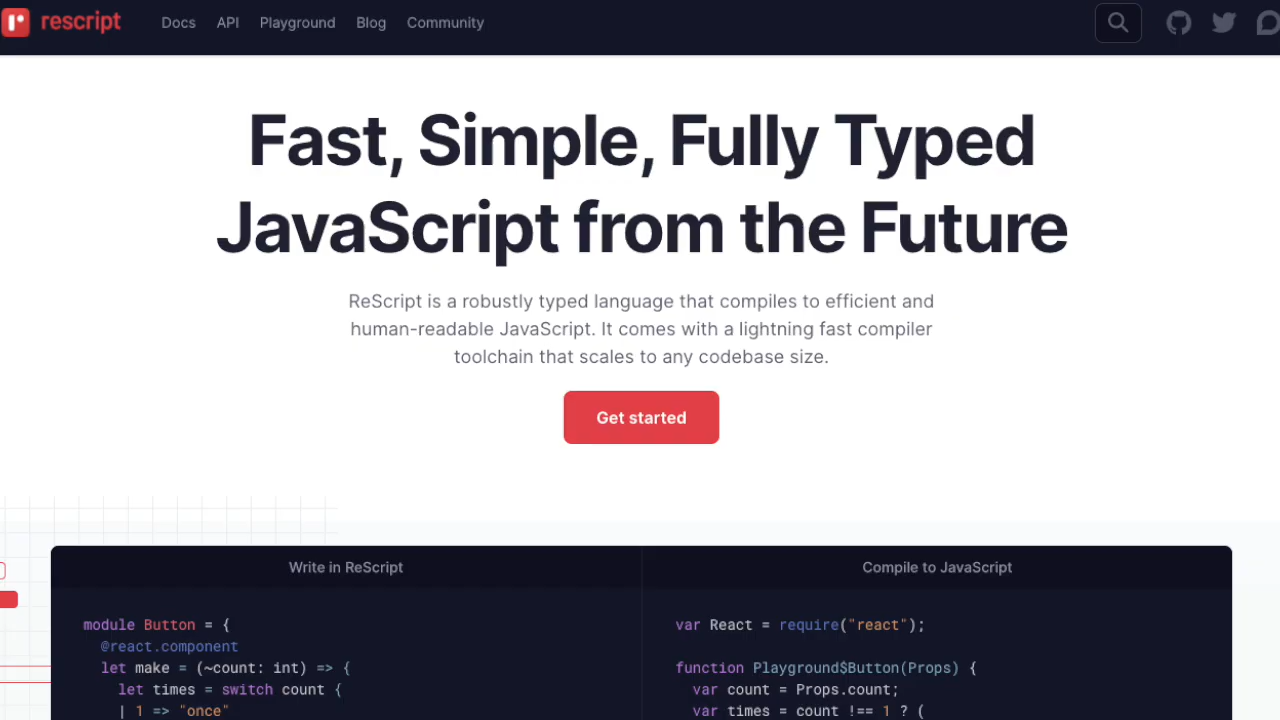 rescript Docs API Playground Blog Community
Fast, Simple, Fully Typed
JavaScript from the Future
ReScript is a robustly typed language that compiles to efficient and
human-readable JavaScript. It comes with a lightning fast compiler
toolchain that scales to any codebase size.
Get started
Write in ReScript
module Button = {
@react.component
let make = (~count: int) => {
let times = switch count {
| 1 => "once"
Compile to JavaScript
var React = require("react");
function Playground$Button(Props) {
var count = Props.count;
var times = count !== 1 ? (